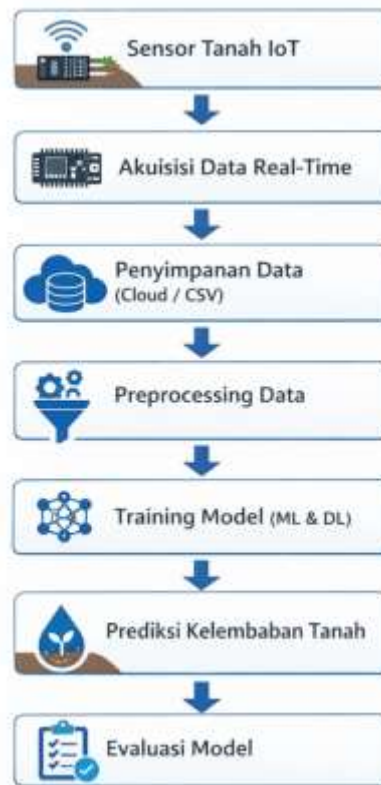 Sensor Tanah IoT
Akuisisi Data Real-Time
Penyimpanan Data
(Cloud / CSV)
Preprocessing Data
Training Model (ML & DL)
Prediksi Kelembaban Tanah
Evaluasi Model